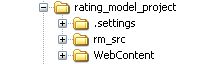 rating_model_project
.settings
rm_src
WebContent